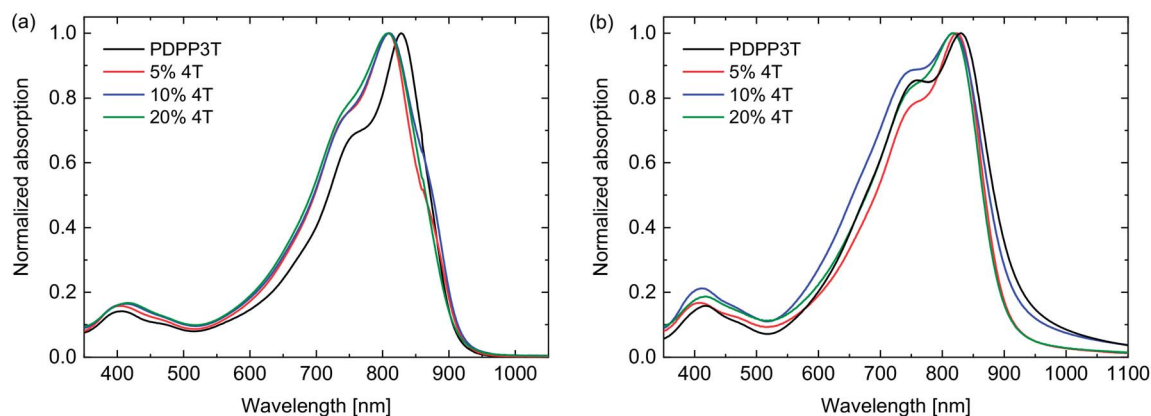 (a)
1.0
0.8
0.6
0.4
0.2
0.0
Normalized absorption
PDPP3T
5% 4T
10% 4T
20% 4T
400 500 600 700 800 900 1000
Wavelength [nm]
(b)
1.0
0.8
0.6
0.4
0.2
0.0
Normalized absorption
PDPP3T
5% 4T
10% 4T
20% 4T
400 500 600 700 800 900 1000 1100
Wavelength [nm]